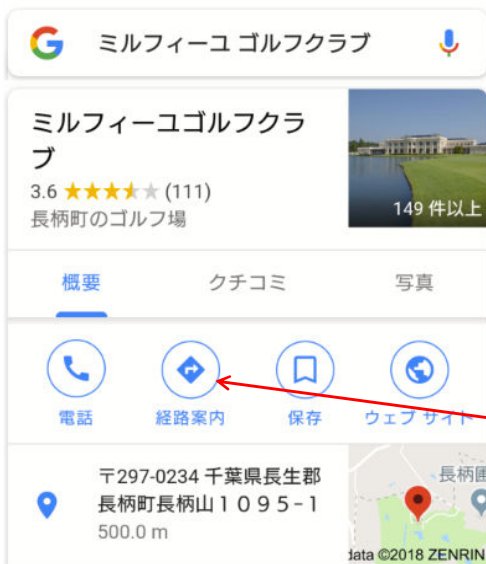 ミルフィーユ ゴルフクラブ
ミルフィーユゴルフクラ
ブ
3.6 ★★★★★ (111)
長柄町のゴルフ場
149 件以上
概要 クチコミ 写真
電話 経路案内 保存 ウェブ サイト
〒297-0234 千葉県長生郡
長柄町長柄山1095-1
500.0 m
長柄
data ©2018 ZENRIN